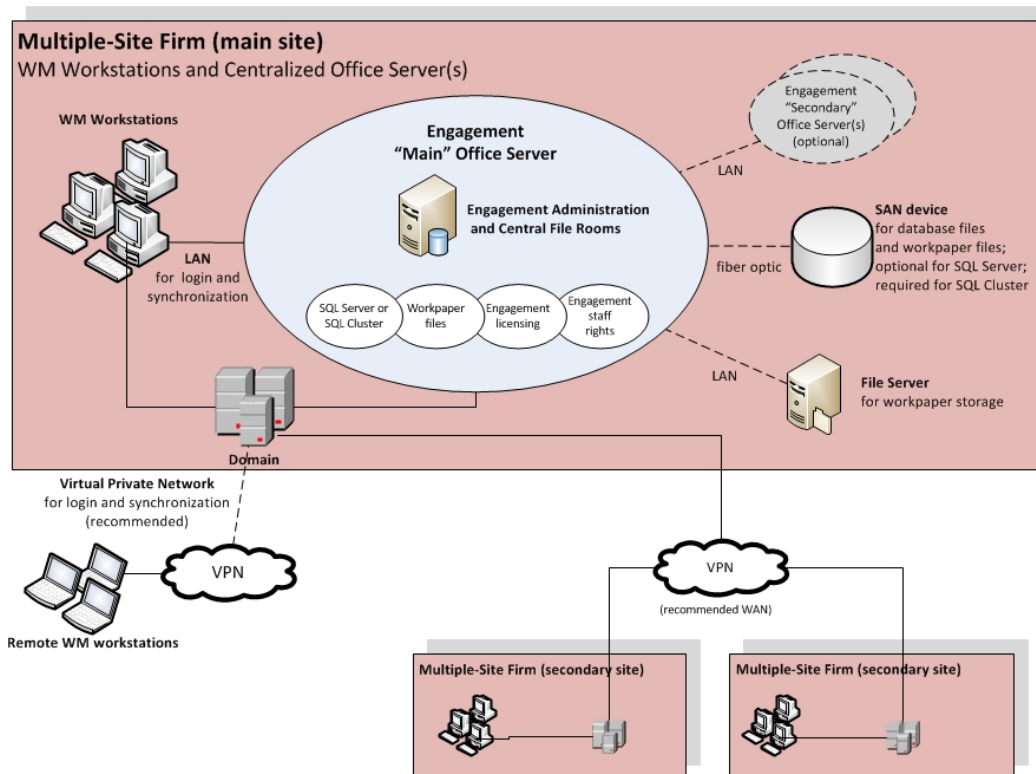 Multiple-Site Firm (main site)
WM Workstations and Centralized Office Server(s)
WM Workstations
Engagement
“Main” Office Server
Engagement Administration
and Central File Rooms
SQL Server or
SQL Cluster
Workpaper
files
Engagement
licensing
Engagement
staff
rights
LAN
for login and
synchronization
Engagement
“Secondary”
Office Server(s)
(optional)
LAN
SAN device
for database files
and workpaper files;
optional for SQL Server;
required for SQL Cluster
fiber optic
LAN
File Server
for workpaper storage
Domain
Virtual Private Network
for login and synchronization
(recommended)
VPN
Remote WM workstations
VPN
(recommended WAN)
Multiple-Site Firm (secondary site)
Multiple-Site Firm (secondary site)